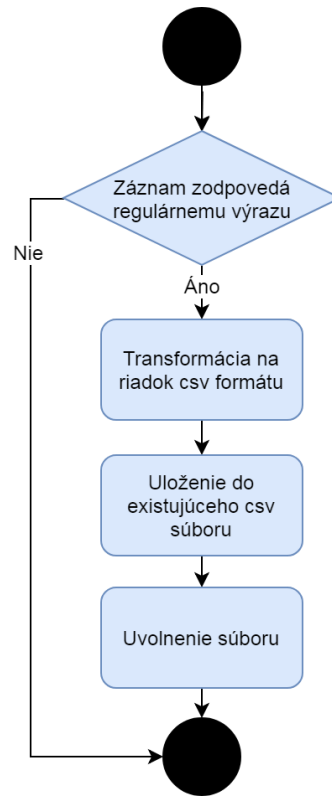 Záznam zodpovedá
regulárnemu výrazu
Nie
Áno
Transformácia na
riadok csv formátu
Uloženie do
existujúceho csv
súboru
Uvolnenie súboru